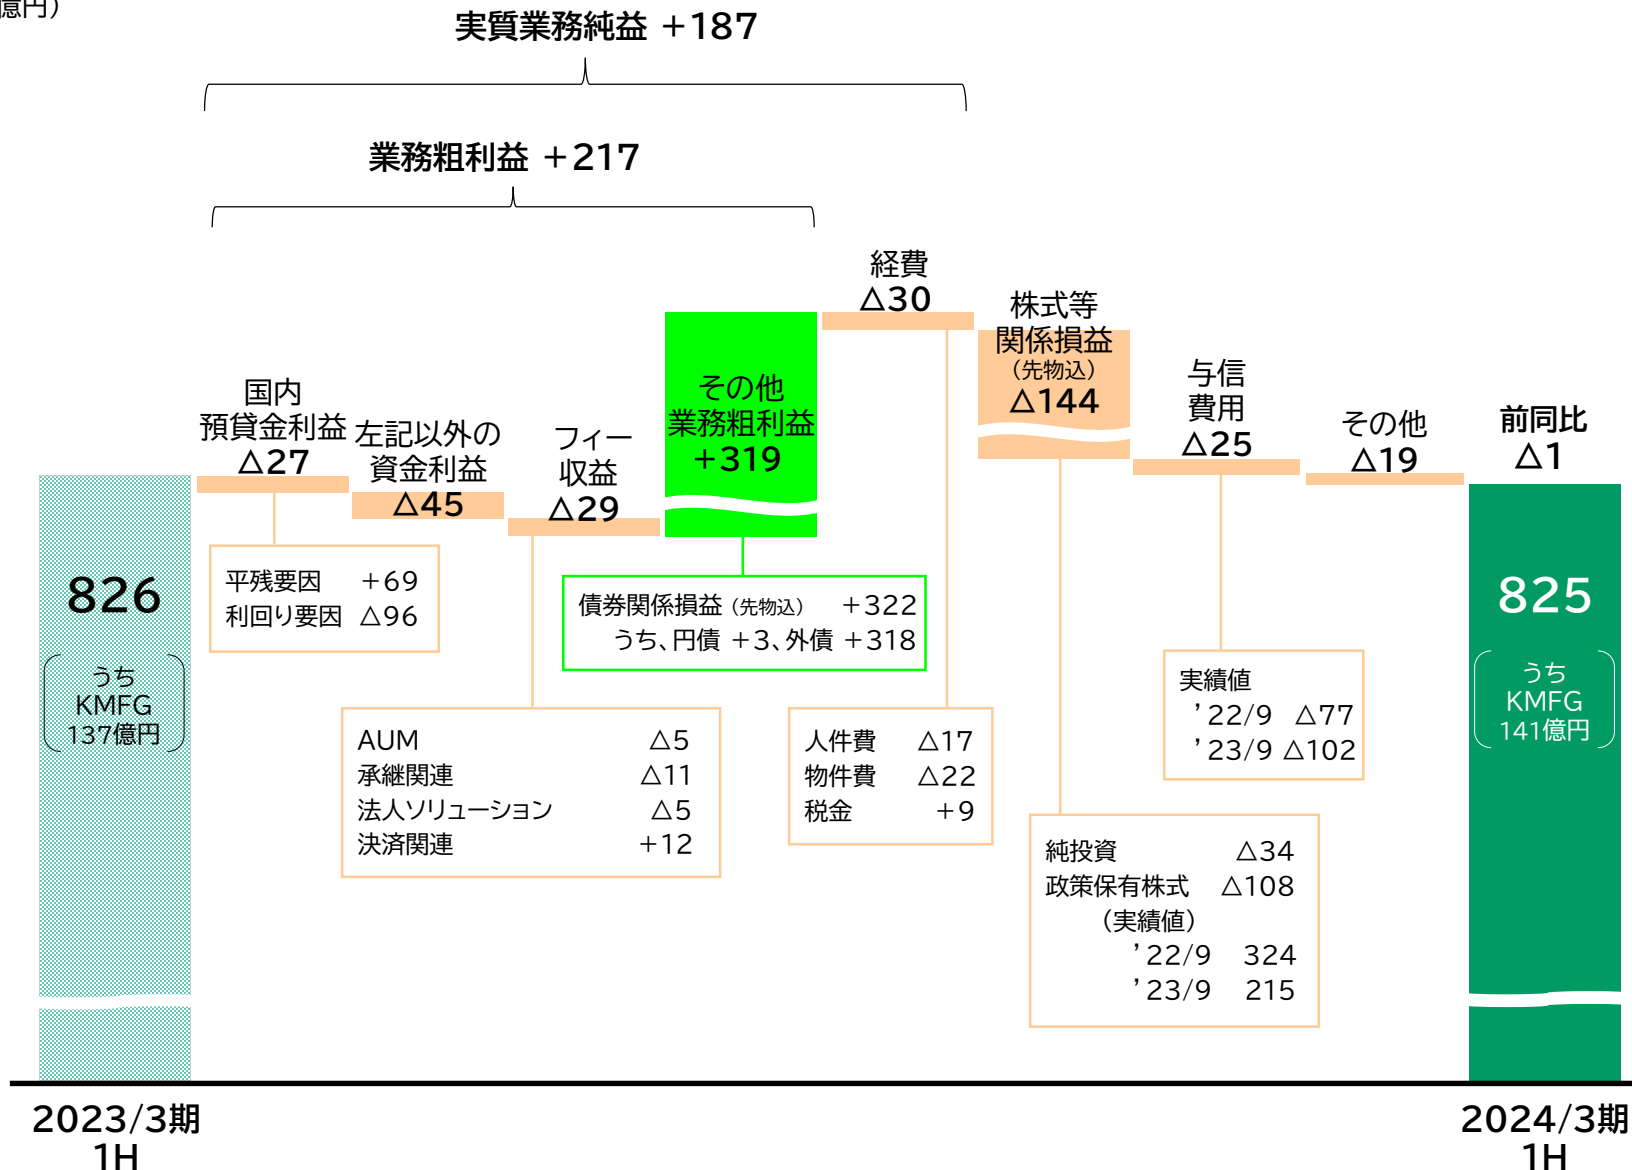 億円）
実質業務純益 +187
業務粗利益 +217
経費
△30
株式等
関係損益
（先物込）
△144
与信
費用
△25
その他
△19
前同比
△1
国内
預貸金利益
△27
左記以外の
資金利益
△45
フィー
収益
△29
その他
業務粗利益
+319
826
うち
KMFG
137億円
平残要因 +69
利回り要因 △96
債券関係損益（先物込） +322
うち、円債 +3、外債 +318
825
うち
KMFG
141億円
実績値
’22/9 △77
’23/9 △102
AUM △5
承継関連 △11
法人ソリューション △5
決済関連 +12
人件費 △17
物件費 △22
税金 +9
純投資 △34
政策保有株式 △108
（実績値）
’22/9 324
’23/9 215
2023/3期
1H
2024/3期
1H